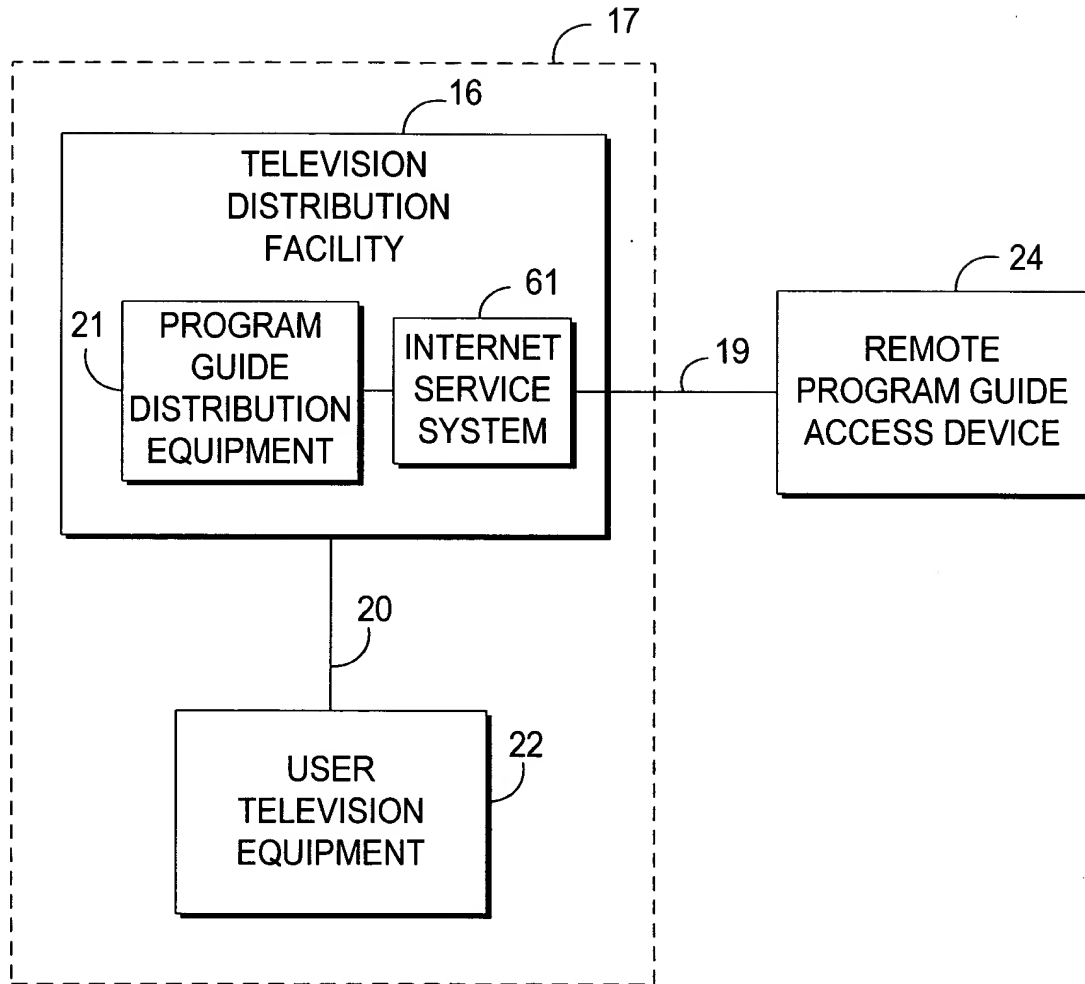 17
16
TELEVISION
DISTRIBUTION
FACILITY
21
PROGRAM
GUIDE
DISTRIBUTION
EQUIPMENT
61
INTERNET
SERVICE
SYSTEM
19
24
REMOTE
PROGRAM GUIDE
ACCESS DEVICE
20
22
USER
TELEVISION
EQUIPMENT